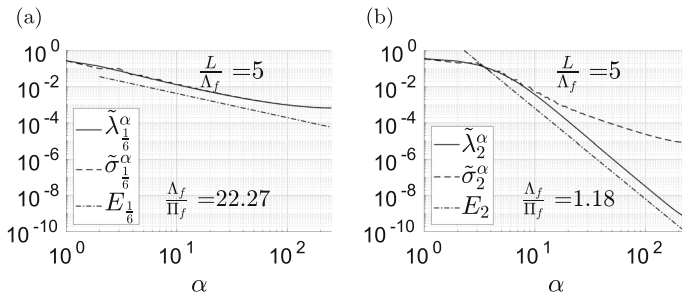 (a)
10^0
10^-2
10^-4
10^-6
10^-8
10^-10
L/Λ_f =5
λ̃^α_{1/6}
σ̃^α_{1/6}
E_{1/6}
Λ_f/Π_f =22.27
10^0 10^1 10^2
α
(b)
10^0
10^-2
10^-4
10^-6
10^-8
10^-10
L/Λ_f =5
λ̃^α_2
σ̃^α_2
E_2
Λ_f/Π_f =1.18
10^0 10^1 10^2
α